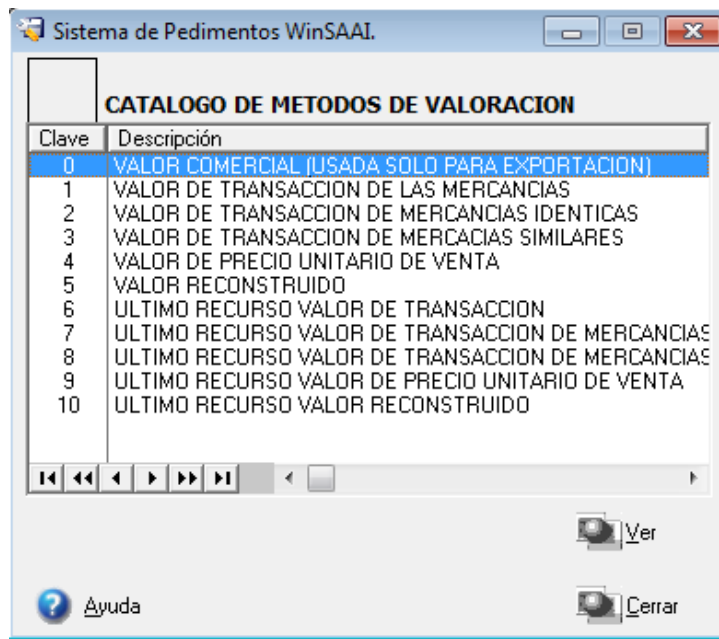 Sistema de Pedimentos WinSAAI.
CATALOGO DE METODOS DE VALORACION
Clave Descripción
0 VALOR COMERCIAL (USADA SOLO PARA EXPORTACION)
1 VALOR DE TRANSACCION DE LAS MERCANCIAS
2 VALOR DE TRANSACCION DE MERCANCIAS IDENTICAS
3 VALOR DE TRANSACCION DE MERCACIAS SIMILARES
4 VALOR DE PRECIO UNITARIO DE VENTA
5 VALOR RECONSTRUIDO
6 ULTIMO RECURSO VALOR DE TRANSACCION
7 ULTIMO RECURSO VALOR DE TRANSACCION DE MERCANCIAS
8 ULTIMO RECURSO VALOR DE TRANSACCION DE MERCANCIAS
9 ULTIMO RECURSO VALOR DE PRECIO UNITARIO DE VENTA
10 ULTIMO RECURSO VALOR RECONSTRUIDO
Ver
Ayuda Cerrar